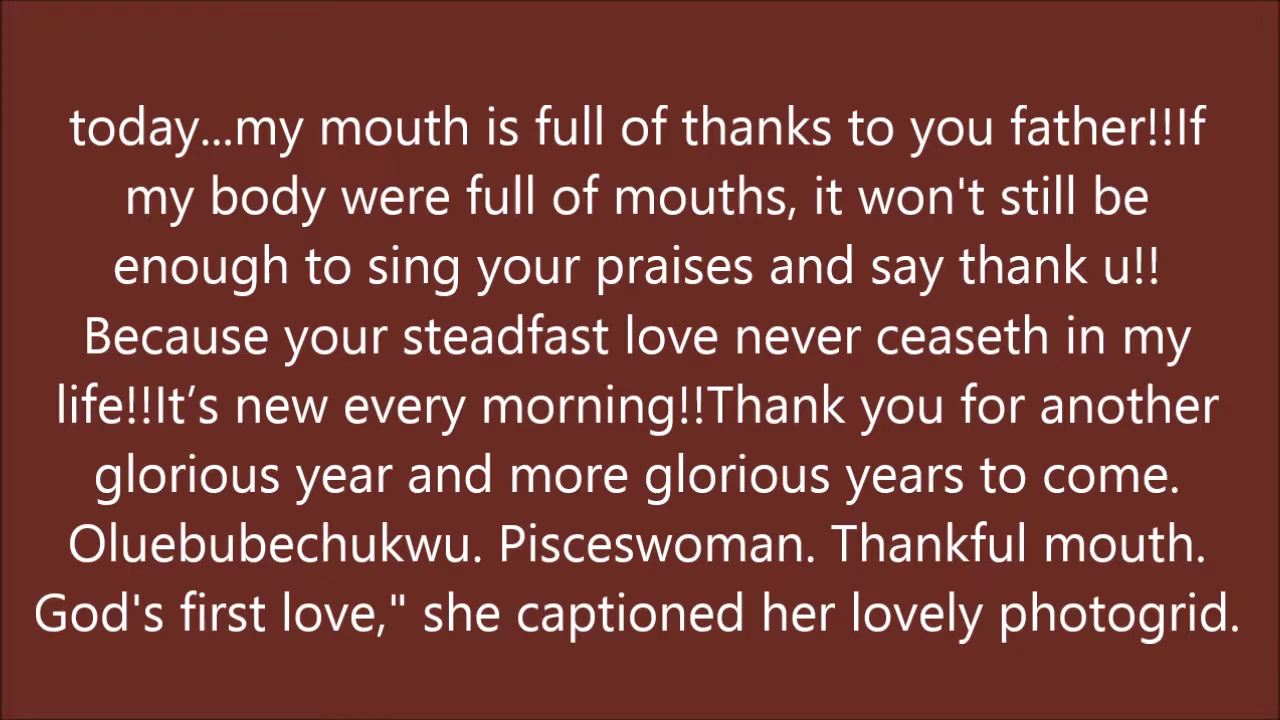 today...my mouth is full of thanks to you father!!If
my body were full of mouths, it won't still be
enough to sing your praises and say thank u!!
Because your steadfast love never ceaseth in my
life!!It’s new every morning!!Thank you for another
glorious year and more glorious years to come.
Oluebubechukwu. Pisceswoman. Thankful mouth.
God's first love," she captioned her lovely photogrid.